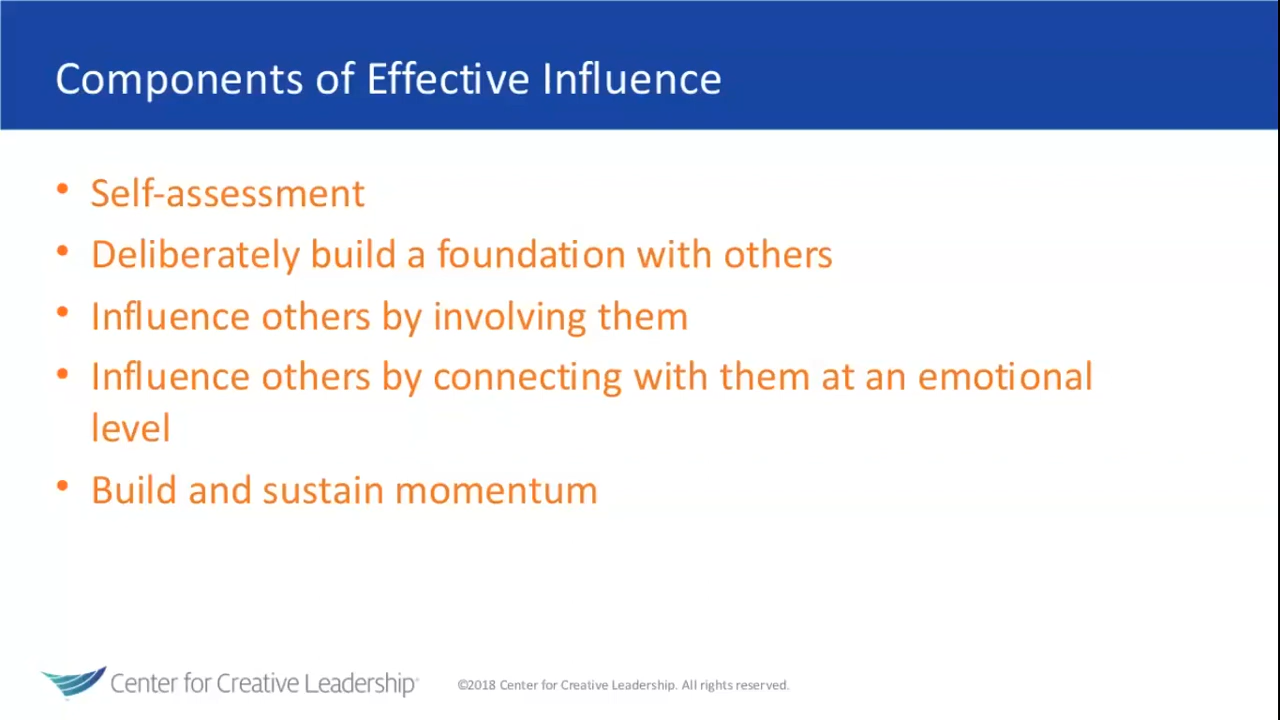 Components of Effective Influence
• Self-assessment
• Deliberately build a foundation with others
• Influence others by involving them
• Influence others by connecting with them at an emotional
level
• Build and sustain momentum
Center for Creative Leadership®
©2018 Center for Creative Leadership. All rights reserved.